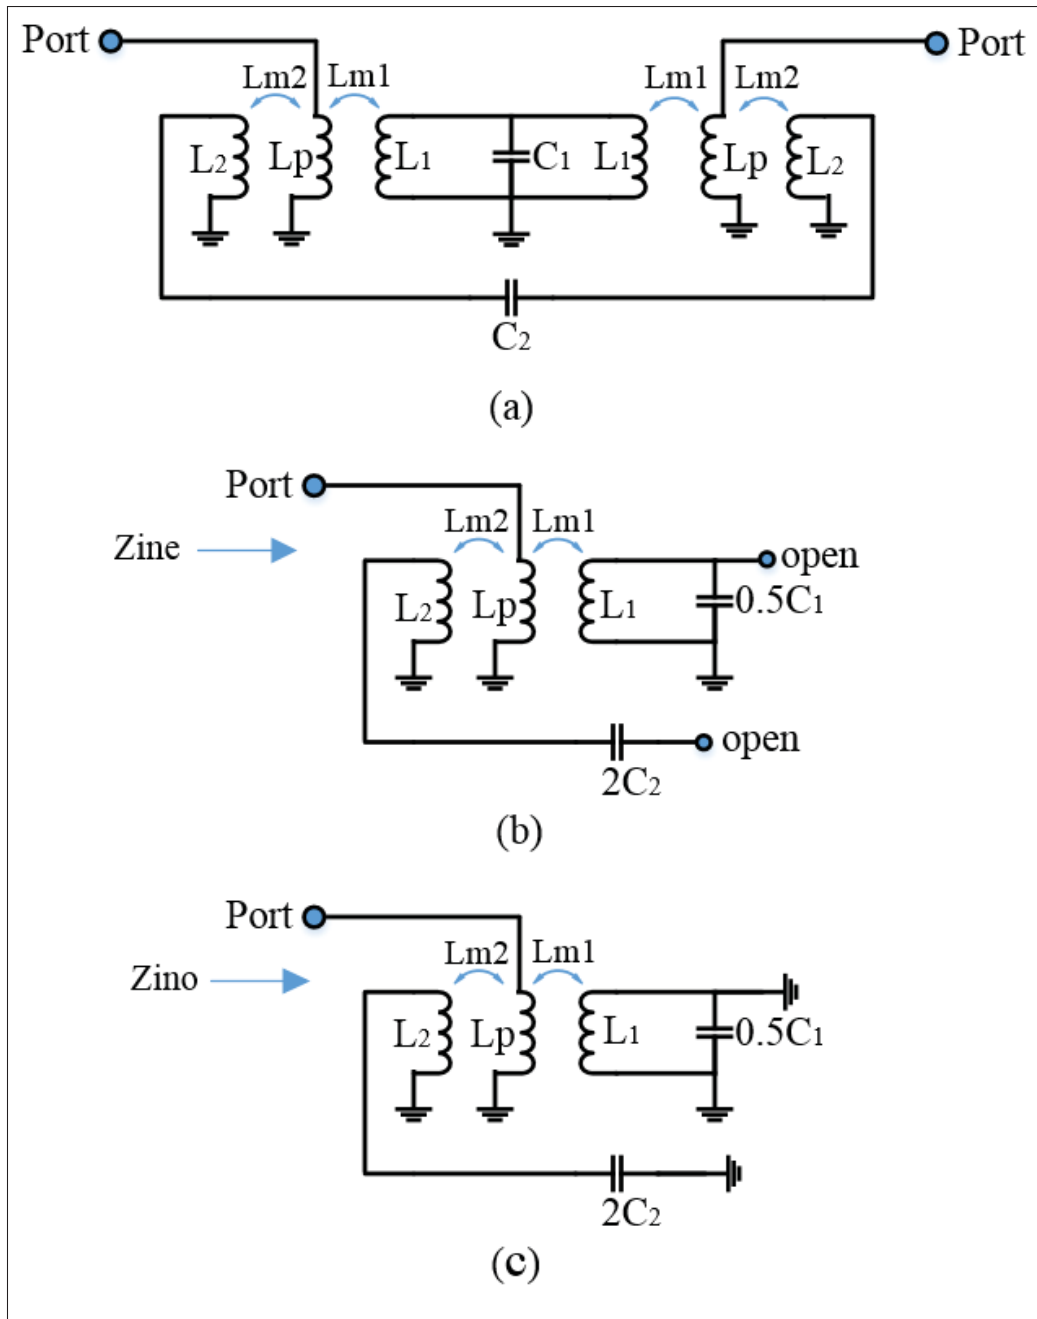 Port
Port
Lm2
Lm1
Lm1
Lm2
L2
Lp
L1
C1
L1
Lp
L2
C2
(a)
Port
Lm2
Lm1
Zine
open
L2
Lp
L1
0.5C1
open
2C2
(b)
Port
Lm2
Lm1
Zino
L2
Lp
L1
0.5C1
2C2
(c)